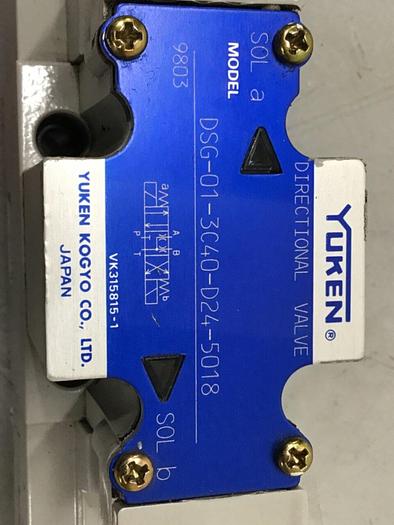 YUKEN®
DIRECTIONAL VALVE
SOL a
MODEL
DSG-01-3C40-D24-5018
9803
a
A B
P T
b
VK315815-1
SOL b
YUKEN KOGYO CO., LTD.
JAPAN